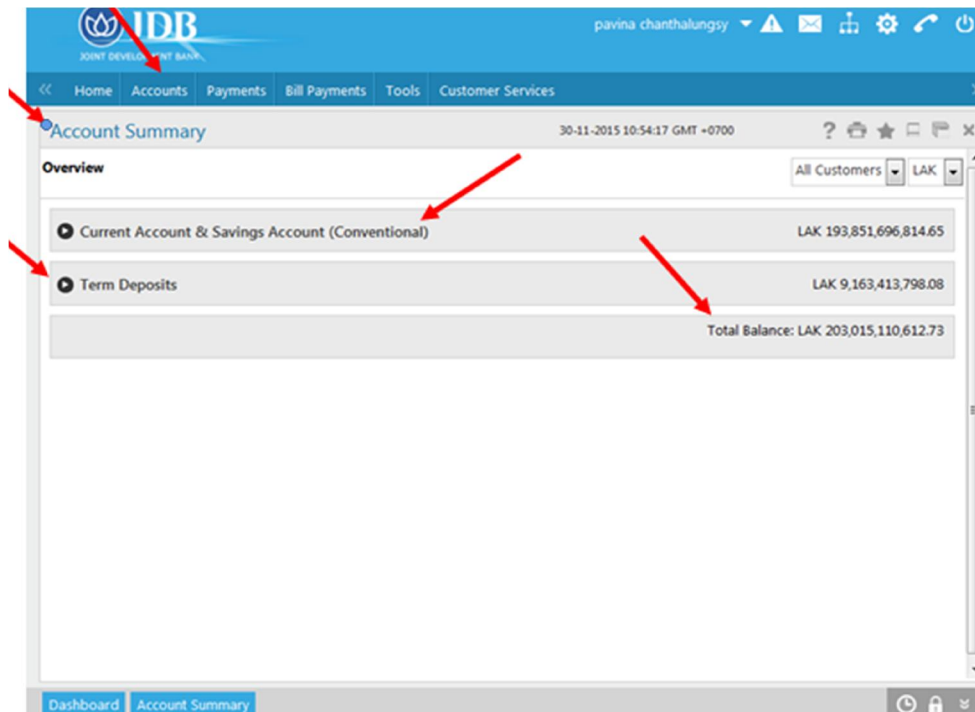 JDB
pavina chanthalungsy
JOINT DEVELOPMENT BANK
Home Accounts Payments Bill Payments Tools Customer Services
Account Summary 30-11-2015 10:54:17 GMT +0700
Overview All Customers LAK
Current Account & Savings Account (Conventional) LAK 193,851,696,814.65
Term Deposits LAK 9,163,413,798.08
Total Balance: LAK 203,015,110,612.73
Dashboard Account Summary